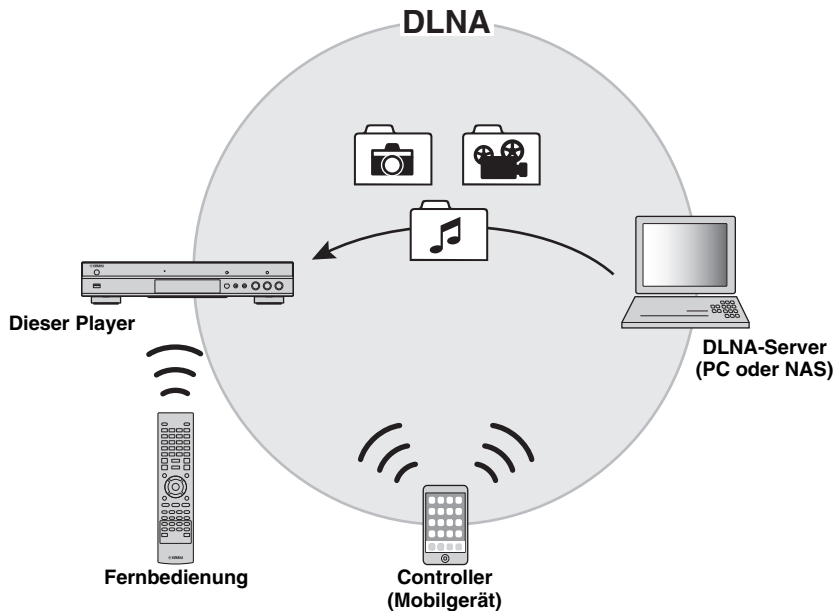 DLNA
Dieser Player
DLNA-Server
(PC oder NAS)
Fernbedienung
Controller
(Mobilgerät)